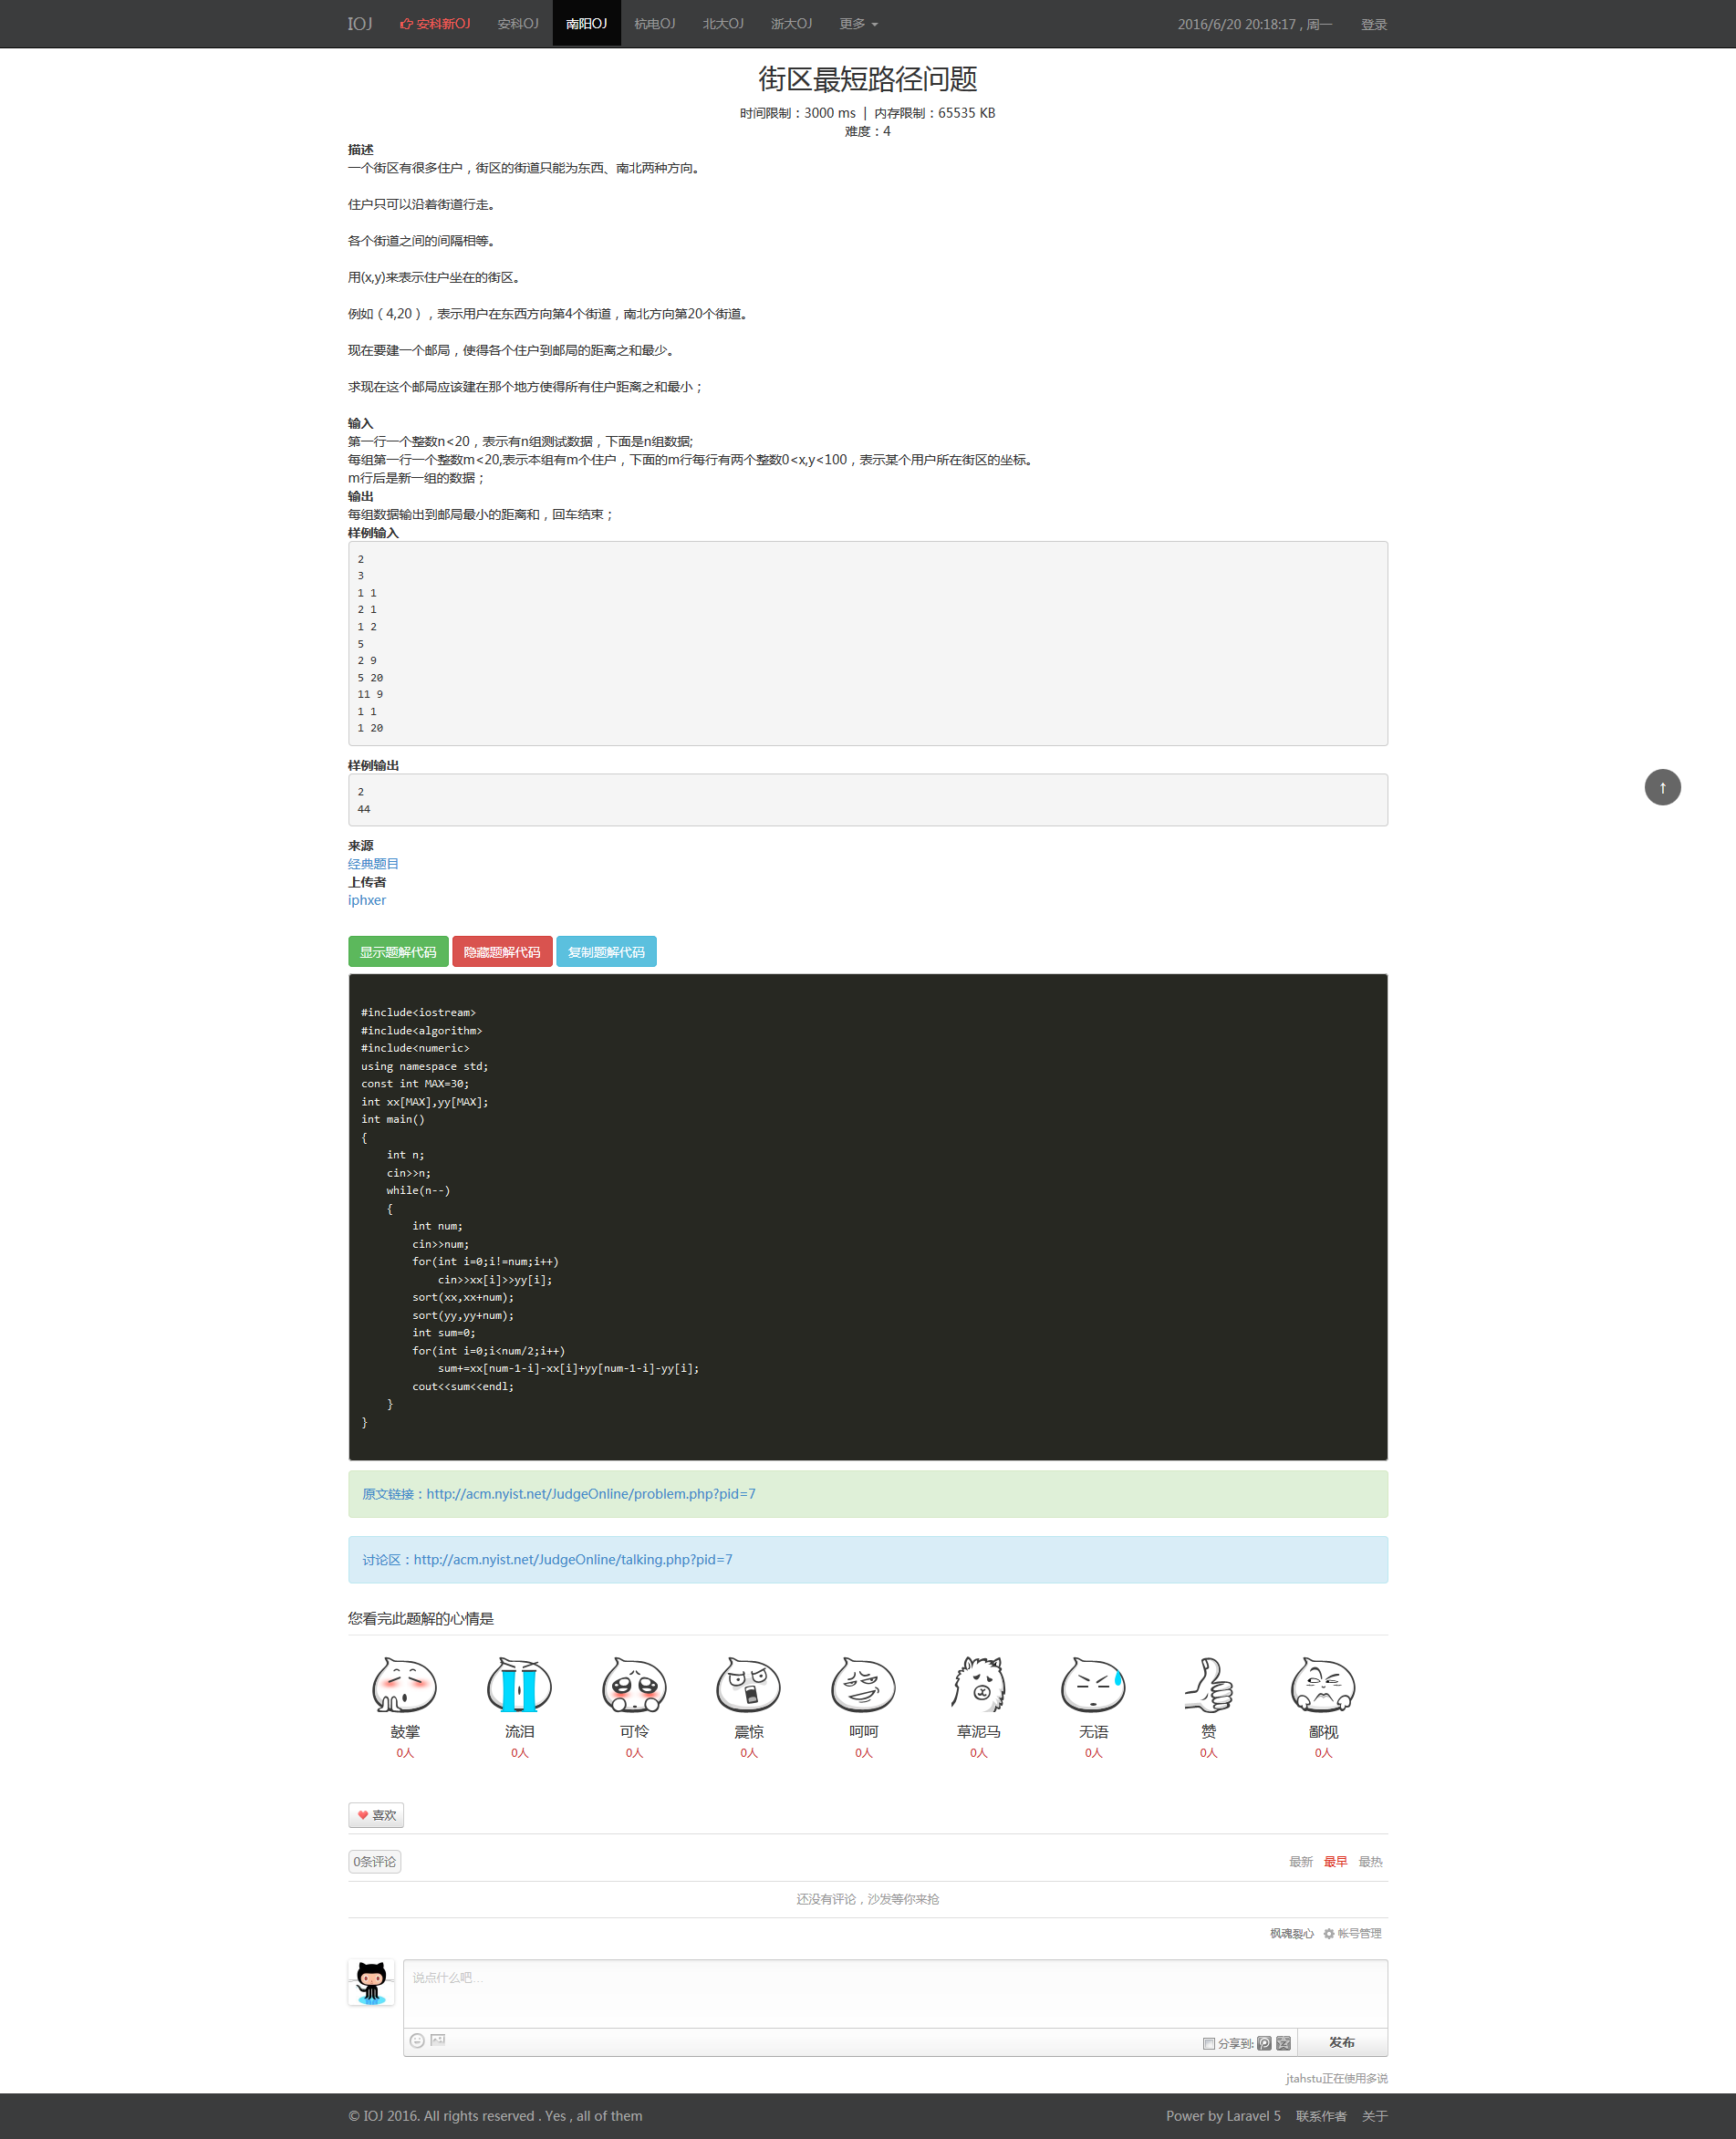 IOJ 安科新OJ 安科OJ 南阳OJ 杭电OJ 北大OJ 浙大OJ 更多 2016/6/20 20:18:17 , 周一 登录
街区最短路径问题
时间限制：3000 ms | 内存限制：65535 KB
难度：4
描述
一个街区有很多住户，街区的街道只能为东西、南北两种方向。
住户只可以沿着街道行走。
各个街道之间的间隔相等。
用(x,y)来表示住户坐在的街区。
例如（4,20），表示用户在东西方向第4个街道，南北方向第20个街道。
现在要建一个邮局，使得各个住户到邮局的距离之和最少。
求现在这个邮局应该建在那个地方使得所有住户距离之和最小；
输入
第一行一个整数n<20，表示有n组测试数据，下面是n组数据;
每组第一行一个整数m<20,表示本组有m个住户，下面的m行每行有两个整数0<x,y<100，表示某个用户所在街区的坐标。
m行后是新一组的数据；
输出
每组数据输出到邮局最小的距离和，回车结束；
样例输入
2
3
1 1
2 1
1 2
5
2 9
5 20
11 9
1 1
1 20
样例输出
2
44
↑
来源
经典题目
上传者
iphxer
显示题解代码 隐藏题解代码 复制题解代码
#include<iostream>
#include<algorithm>
#include<numeric>
using namespace std;
const int MAX=30;
int xx[MAX],yy[MAX];
int main()
{
    int n;
    cin>>n;
    while(n--)
    {
        int num;
        cin>>num;
        for(int i=0;i!=num;i++)
            cin>>xx[i]>>yy[i];
        sort(xx,xx+num);
        sort(yy,yy+num);
        int sum=0;
        for(int i=0;i<num/2;i++)
            sum+=xx[num-1-i]-xx[i]+yy[num-1-i]-yy[i];
        cout<<sum<<endl;
    }
}
原文链接：http://acm.nyist.net/JudgeOnline/problem.php?pid=7
讨论区：http://acm.nyist.net/JudgeOnline/talking.php?pid=7
您看完此题解的心情是
鼓掌 流泪 可怜 震惊 呵呵 草泥马 无语 赞 鄙视
0人 0人 0人 0人 0人 0人 0人 0人 0人
喜欢
0条评论 最新 最早 最热
还没有评论，沙发等你来抢
枫魂裂心 帐号管理
说点什么吧...
分享到: 发布
jtahstu正在使用多说
© IOJ 2016. All rights reserved . Yes , all of them Power by Laravel 5 联系作者 关于